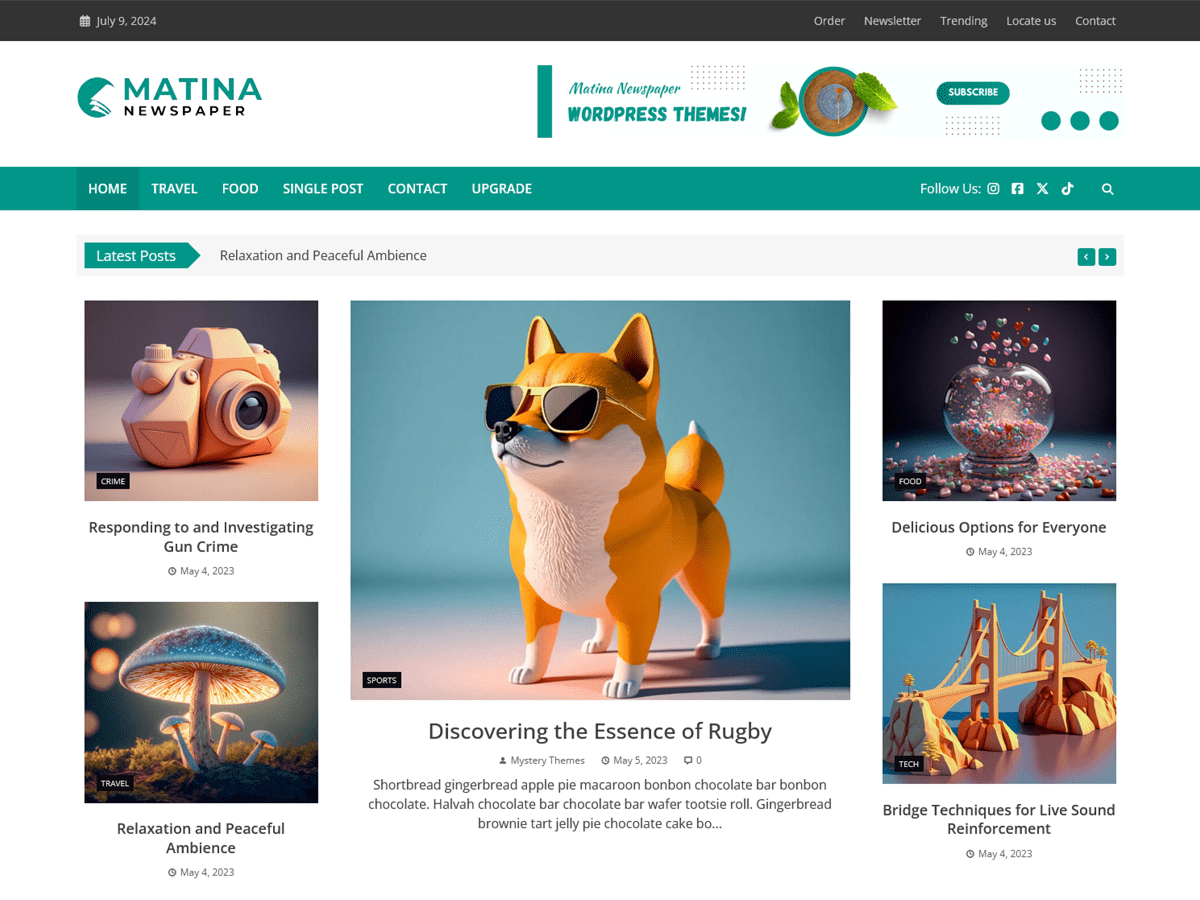 July 9, 2024
Order Newsletter Trending Locate us Contact
MATINA
NEWSPAPER
Matina Newspaper
WORDPRESS THEMES!
SUBSCRIBE
HOME TRAVEL FOOD SINGLE POST CONTACT UPGRADE
Follow Us:
Latest Posts
Relaxation and Peaceful Ambience
CRIME
Responding to and Investigating
Gun Crime
May 4, 2023
TRAVEL
Relaxation and Peaceful
Ambience
May 4, 2023
SPORTS
Discovering the Essence of Rugby
Mystery Themes May 5, 2023 0
Shortbread gingerbread apple pie macaroon bonbon chocolate bar bonbon
chocolate. Halvah chocolate bar chocolate bar wafer tootsie roll. Gingerbread
brownie tart jelly pie chocolate cake bo...
FOOD
Delicious Options for Everyone
May 4, 2023
TECH
Bridge Techniques for Live Sound
Reinforcement
May 4, 2023